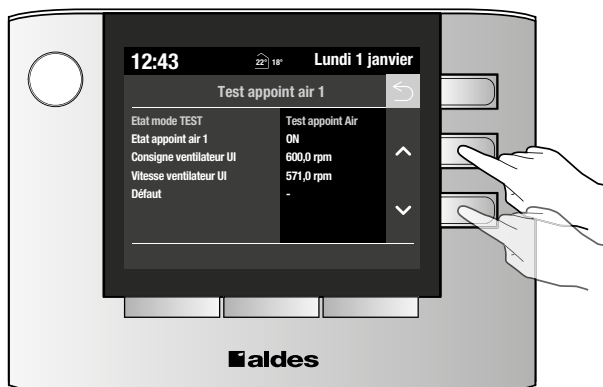 12:43 22° 18° Lundi 1 janvier
Test appoint air 1
Etat mode TEST Test appoint Air
Etat appoint air 1 ON
Consigne ventilateur UI 600,0 rpm
Vitesse ventilateur UI 571,0 rpm
Défaut -
aldes